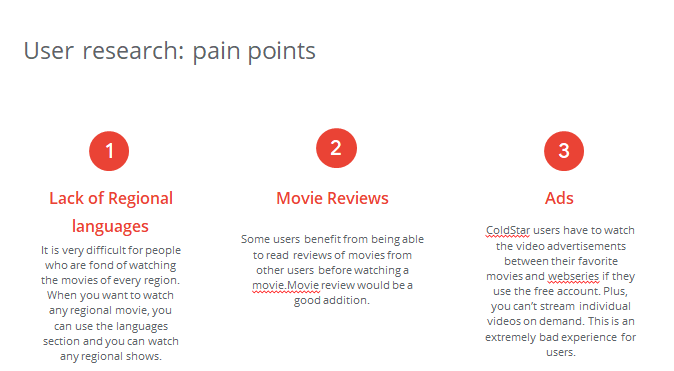 User research: pain points
1
Lack of Regional
languages
It is very difficult for people
who are fond of watching
the movies of every region.
When you want to watch
any regional movie, you
can use the languages
section and you can watch
any regional shows.
2
Movie Reviews
Some users benefit from being able
to read reviews of movies from
other users before watching a
movie.Movie review would be a
good addition.
3
Ads
ColdStar users have to watch
the video advertisements
between their favorite
movies and webseries if they
use the free account. Plus,
you can't stream individual
videos on demand. This is an
extremely bad experience for
users.